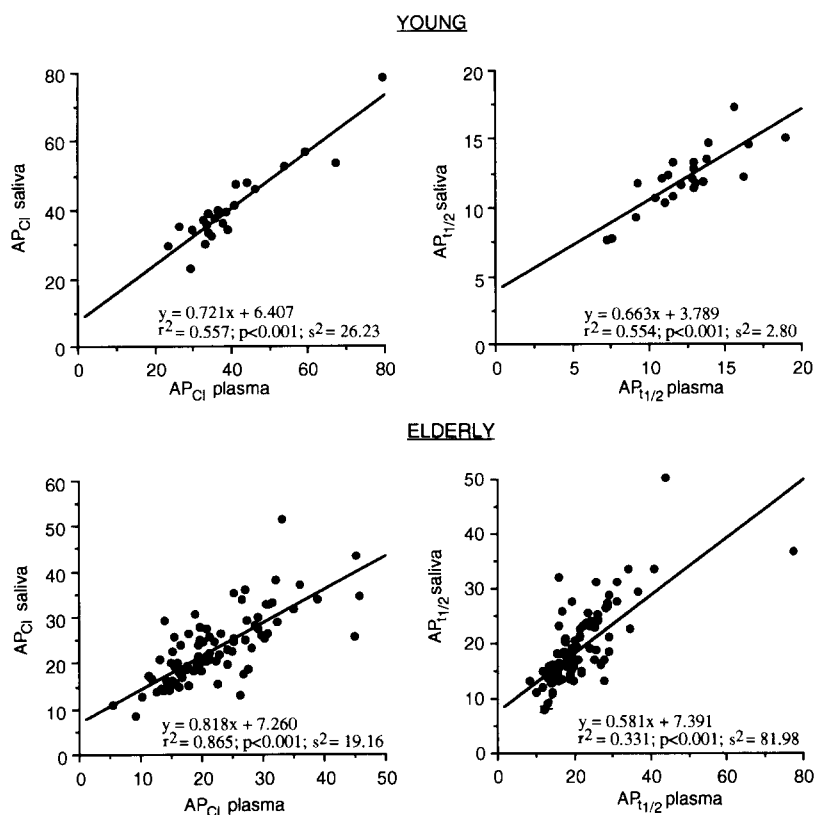 YOUNG
80
60
40
20
0
AP_Cl saliva
y = 0.721x + 6.407
r² = 0.557; p<0.001; s² = 26.23
20 40 60 80
AP_Cl plasma
20
15
10
5
0
AP_t1/2 saliva
y = 0.663x + 3.789
r² = 0.554; p<0.001; s² = 2.80
0 5 10 15 20
AP_t1/2 plasma
ELDERLY
60
50
40
30
20
10
0
AP_Cl saliva
y = 0.818x + 7.260
r² = 0.865; p<0.001; s² = 19.16
0 10 20 30 40 50
AP_Cl plasma
50
40
30
20
10
0
AP_t1/2 saliva
y = 0.581x + 7.391
r² = 0.331; p<0.001; s² = 81.98
0 20 40 60 80
AP_t1/2 plasma